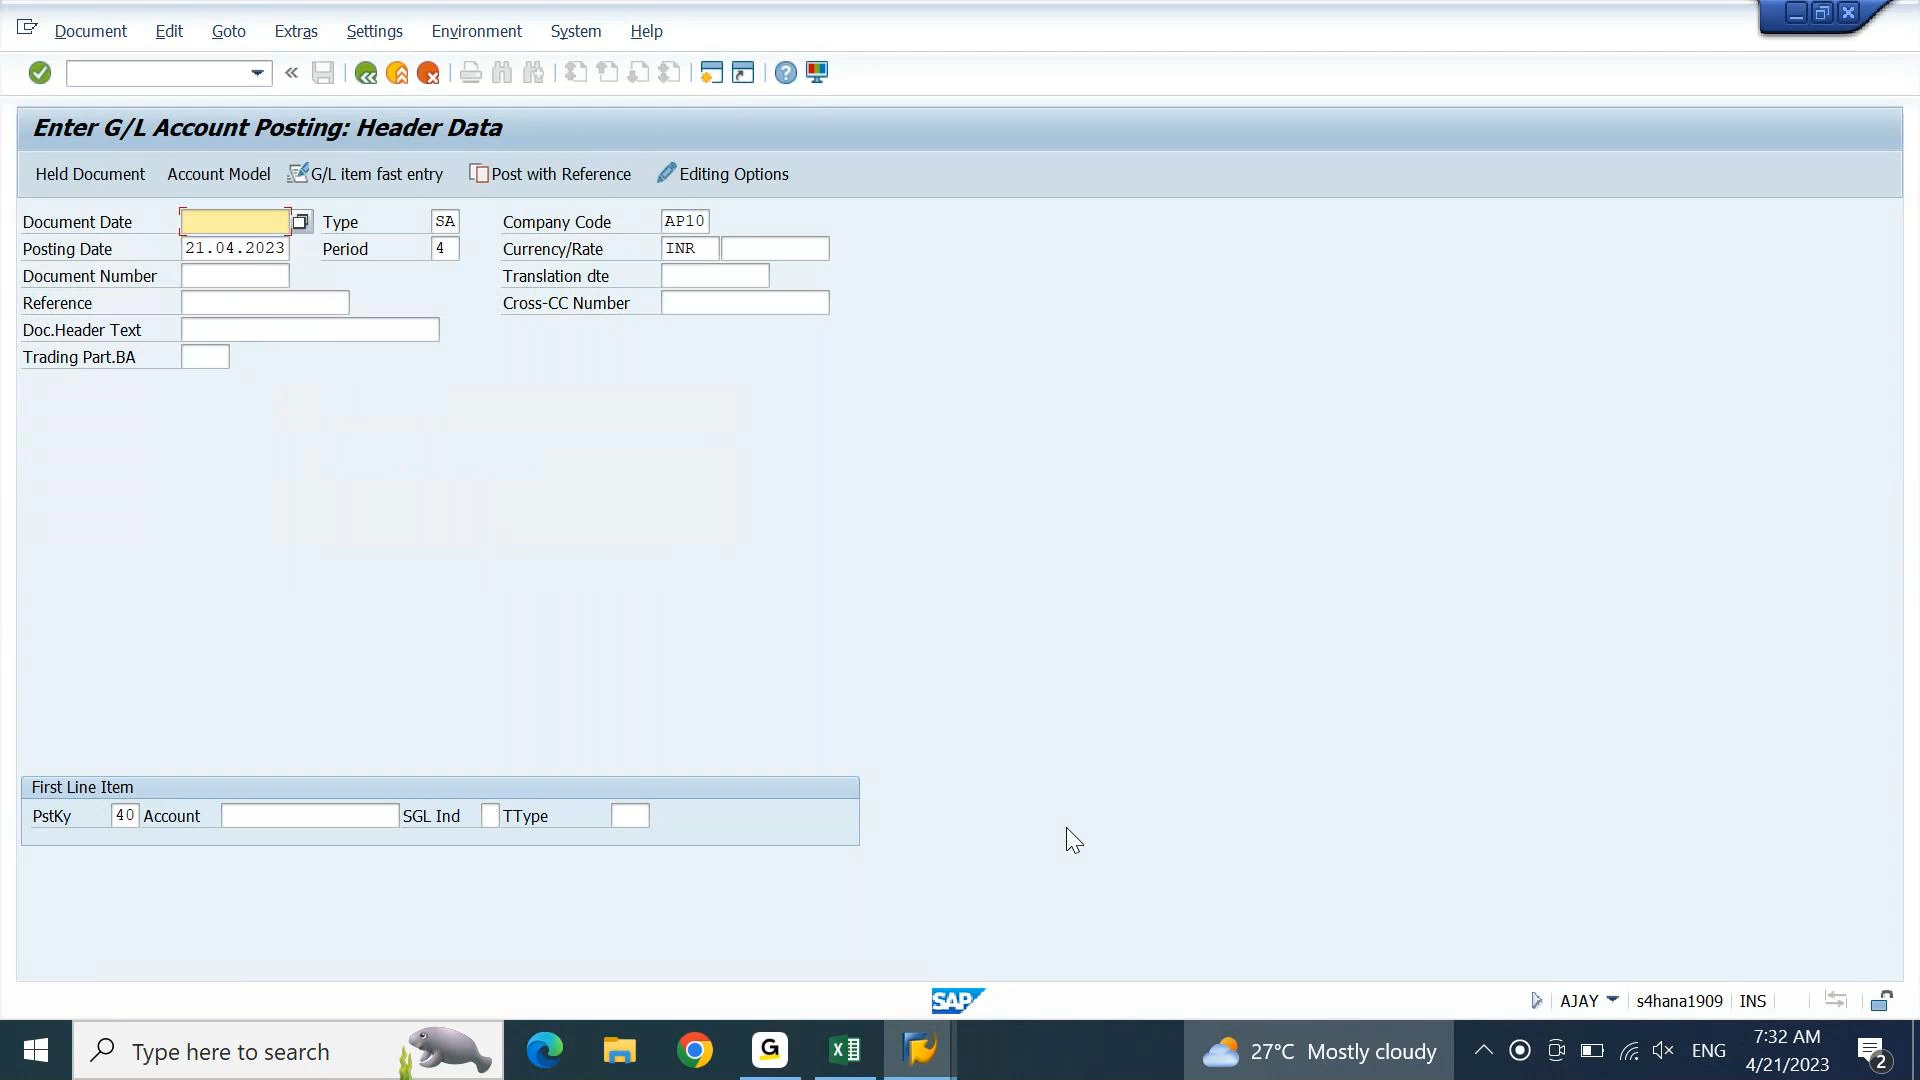 Document Edit Goto Extras Settings Environment System Help
Enter G/L Account Posting: Header Data
Held Document Account Model G/L item fast entry Post with Reference Editing Options
Document Date Type SA Company Code AP10
Posting Date 21.04.2023 Period 4 Currency/Rate INR
Document Number Translation dte
Reference Cross-CC Number
Doc.Header Text
Trading Part.BA
First Line Item
PstKy 40 Account SGL Ind TType
SAP AJAY s4hana1909 INS
Type here to search 27°C Mostly cloudy ENG 7:32 AM
4/21/2023 2